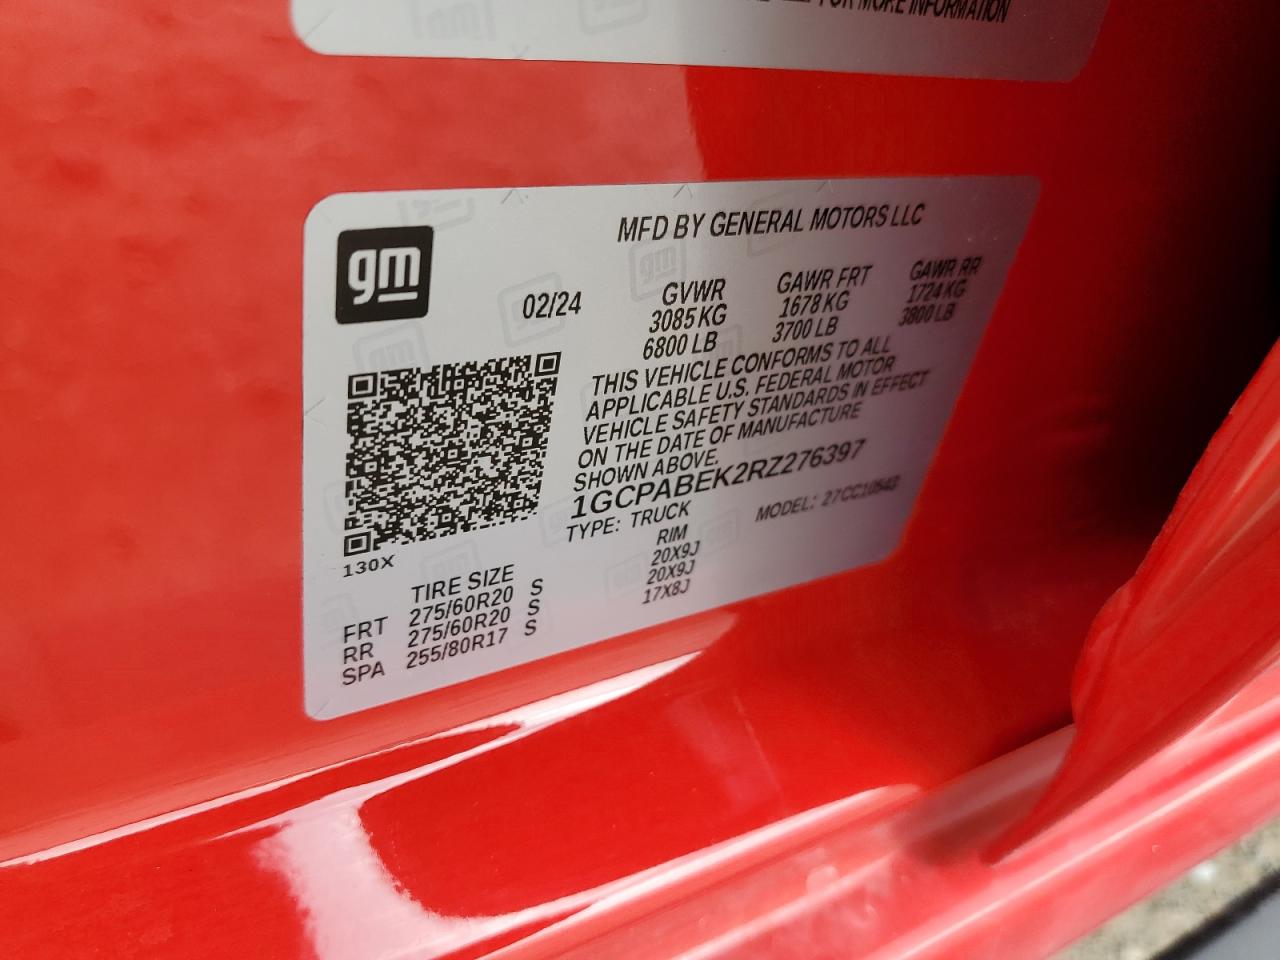 FOR MORE INFORMATION
gm
MFD BY GENERAL MOTORS LLC
02/24 GVWR GAWR FRT GAWR RR
3085 KG 1678 KG 1724 KG
6800 LB 3700 LB 3800 LB
THIS VEHICLE CONFORMS TO ALL
APPLICABLE U.S. FEDERAL MOTOR
VEHICLE SAFETY STANDARDS IN EFFECT
ON THE DATE OF MANUFACTURE
SHOWN ABOVE.
1GCPABEK2RZ276397
TYPE: TRUCK MODEL:
130X
TIRE SIZE RIM
FRT 275/60R20 S 20X9J
RR 275/60R20 S 20X9J
SPA 255/80R17 S 17X8J